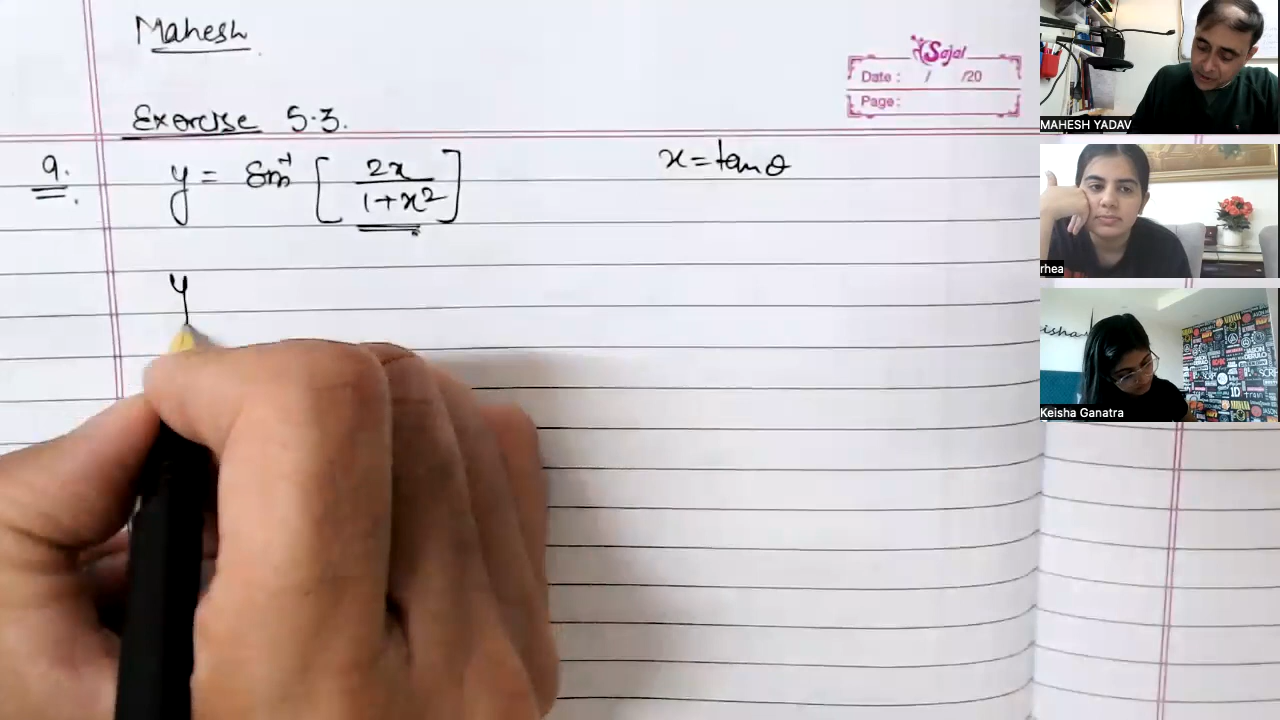 Mahesh
Sajal
Date : / /20
Page :
Exercise 5.3.
9. y = Sin⁻¹ [ 2x / 1+x² ]
x = tan θ
y
MAHESH YADAV
rhea
Keisha Ganatra